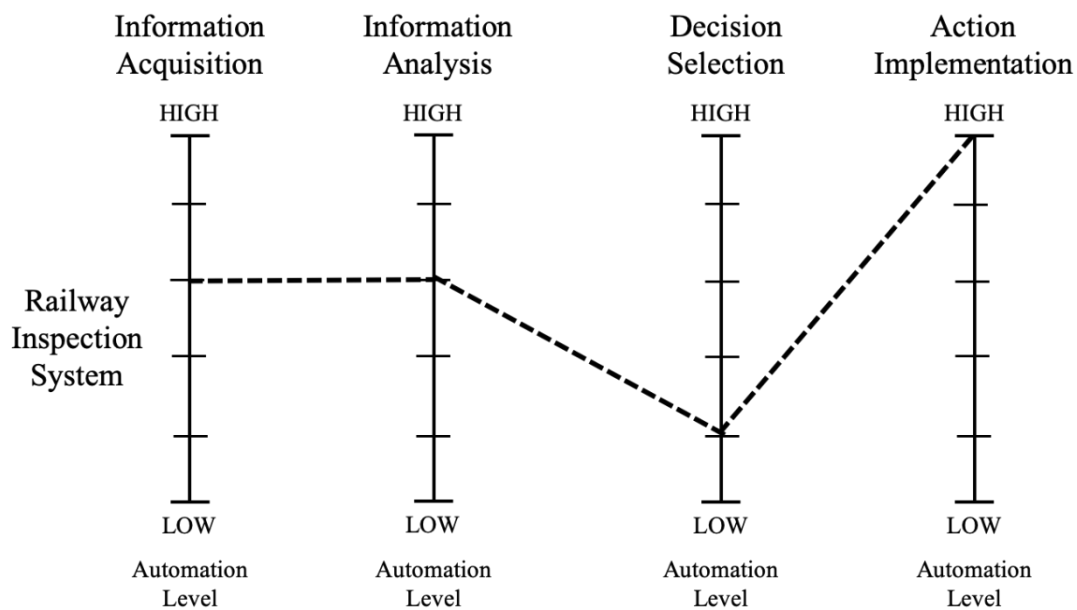 Information
Acquisition
Information
Analysis
Decision
Selection
Action
Implementation
HIGH
HIGH
HIGH
HIGH
Railway
Inspection
System
LOW
LOW
LOW
LOW
Automation
Level
Automation
Level
Automation
Level
Automation
Level